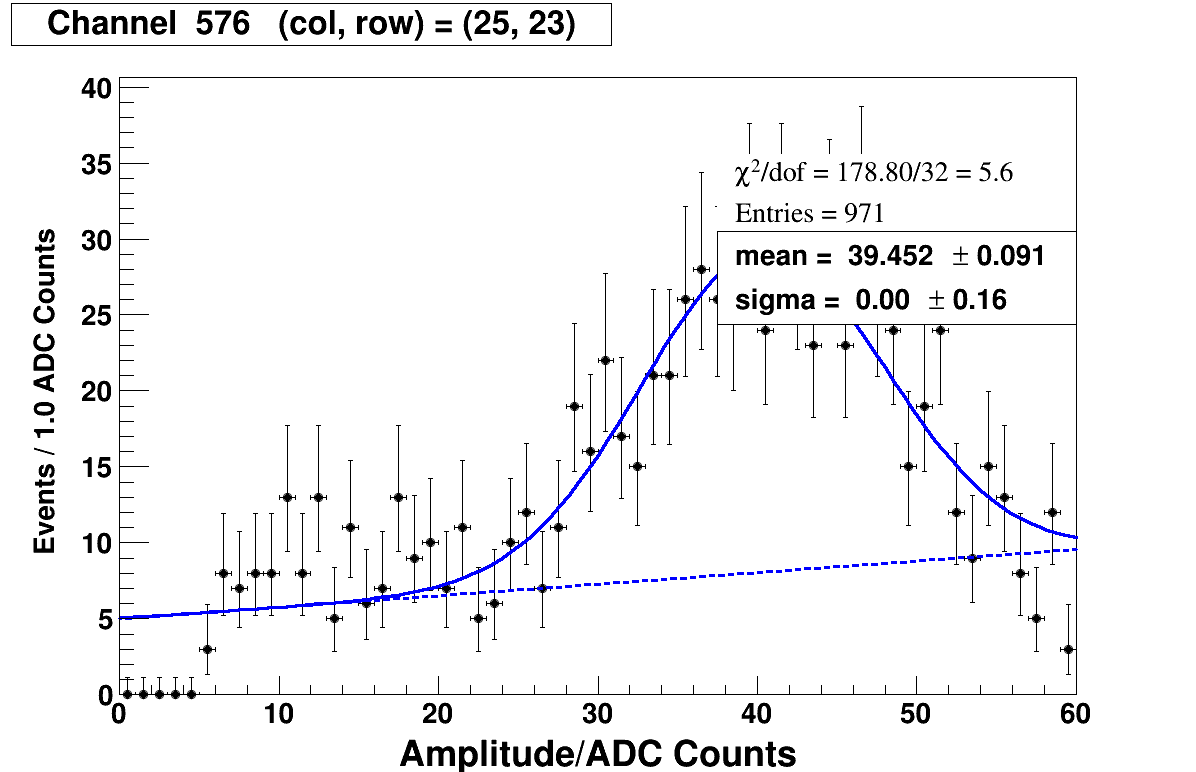 Channel 576 (col, row) = (25, 23)
40
35
30
25
20
15
10
5
0
Events / 1.0 ADC Counts
χ²/dof = 178.80/32 = 5.6
Entries = 971
mean = 39.452 ± 0.091
sigma = 0.00 ± 0.16
0 10 20 30 40 50 60
Amplitude/ADC Counts